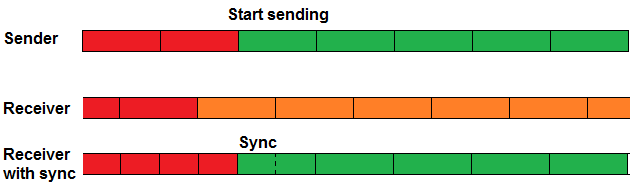 Start sending
Sender
Receiver
Sync
Receiver
with sync